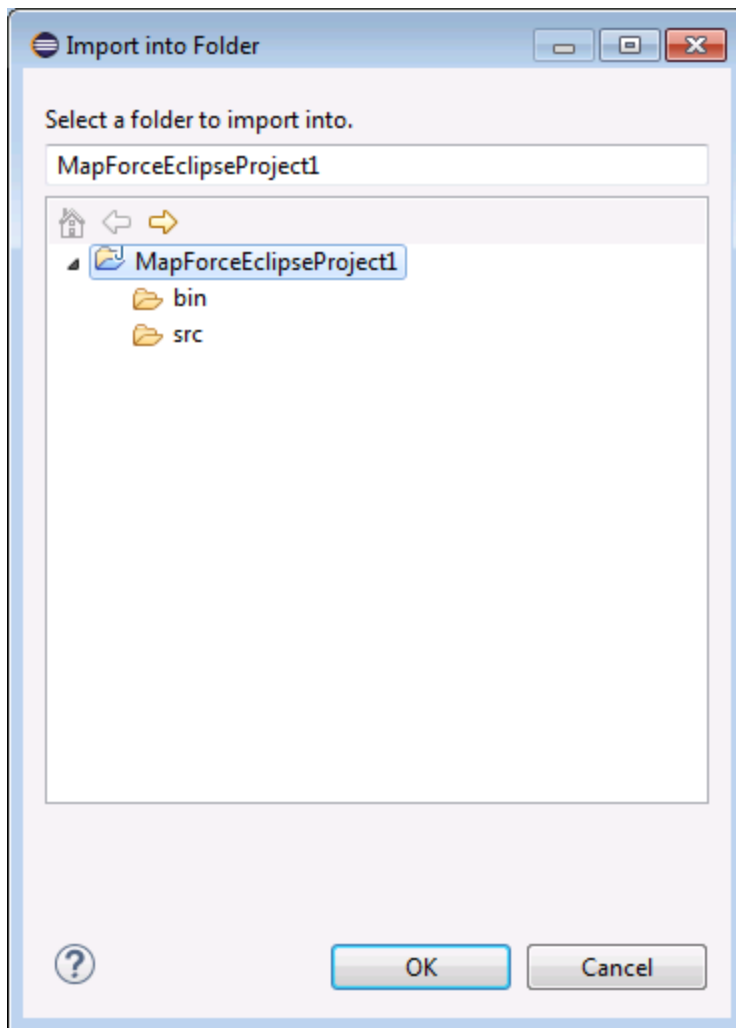 Import into Folder
Select a folder to import into.
MapForceEclipseProject1
MapForceEclipseProject1
bin
src
OK
Cancel